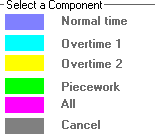 Select a Component
Normal time
Overtime 1
Overtime 2
Piecework
All
Cancel